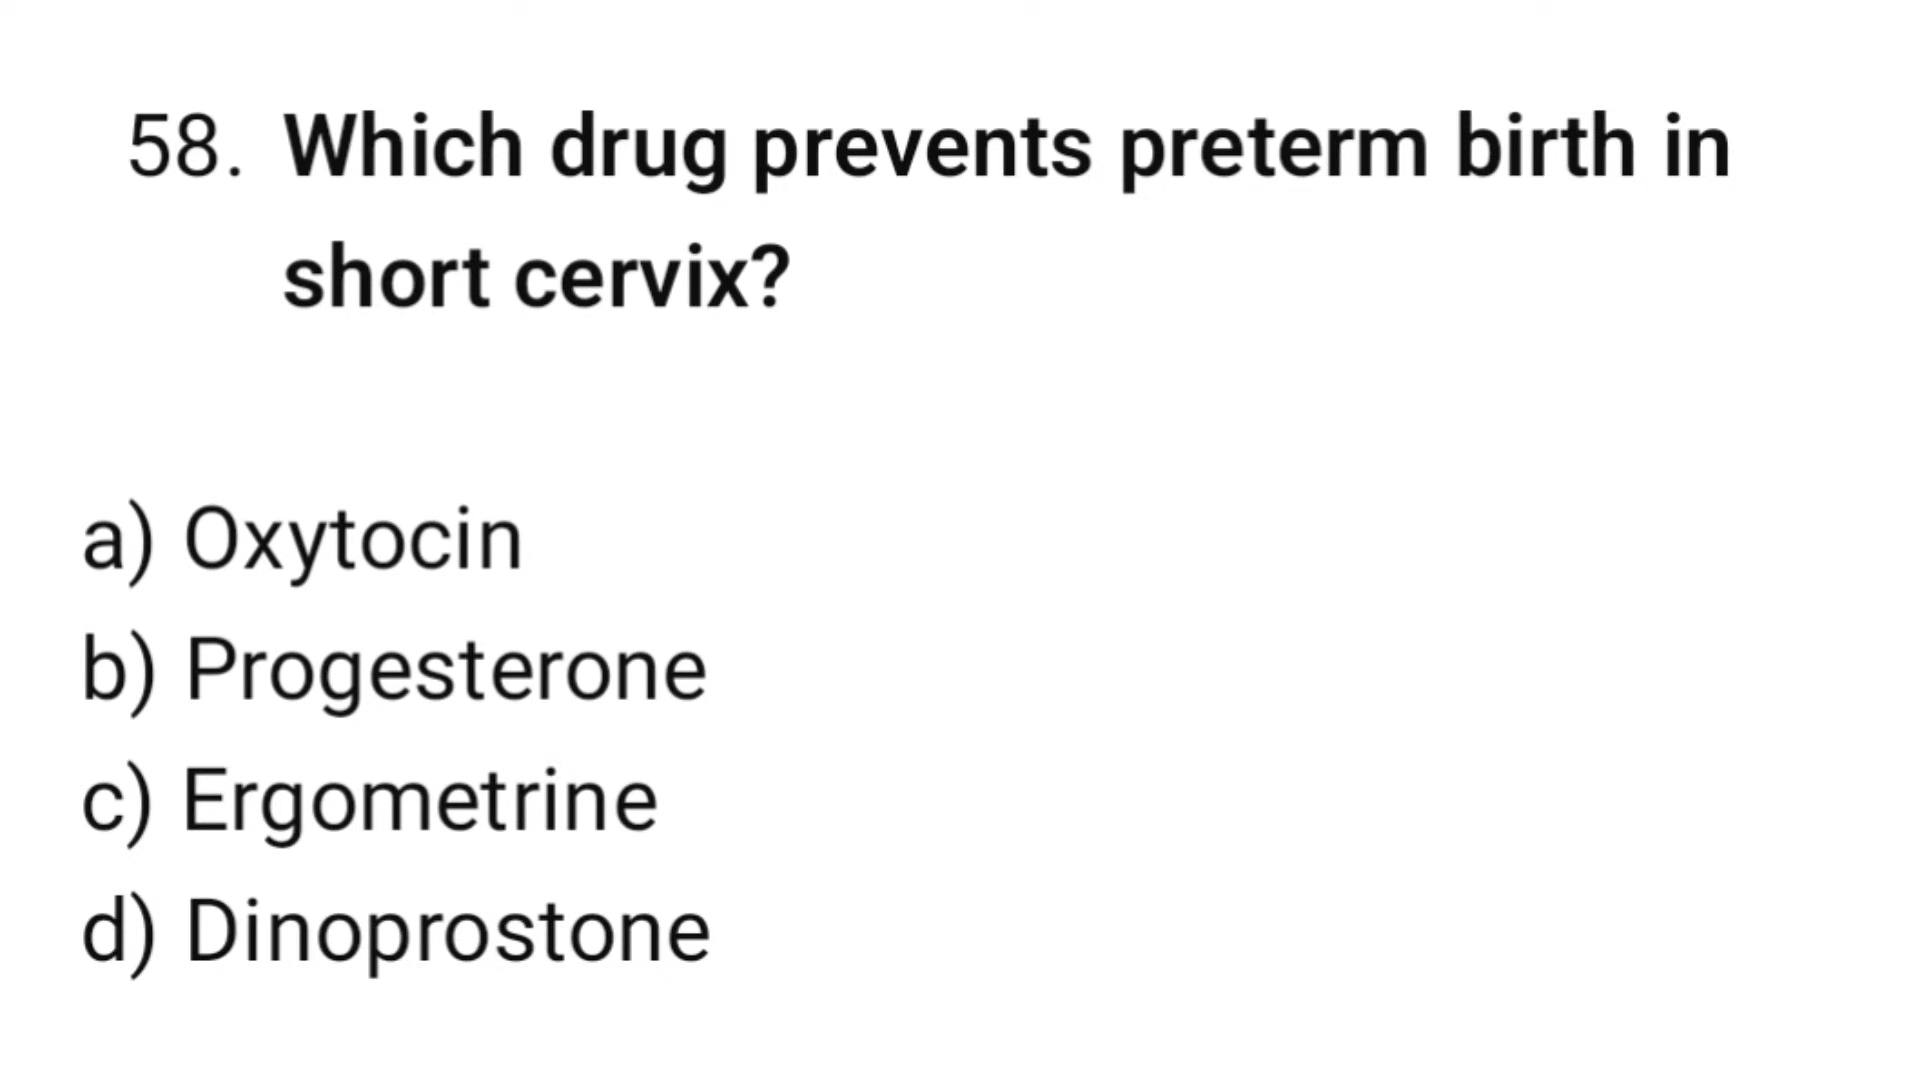 58. Which drug prevents preterm birth in
short cervix?
a) Oxytocin
b) Progesterone
c) Ergometrine
d) Dinoprostone